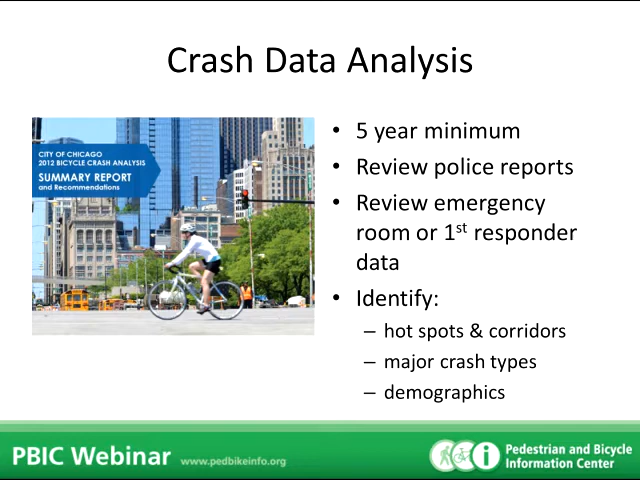 Crash Data Analysis
CITY OF CHICAGO
2012 BICYCLE CRASH ANALYSIS
SUMMARY REPORT
and Recommendations
• 5 year minimum
• Review police reports
• Review emergency
room or 1st responder
data
• Identify:
– hot spots & corridors
– major crash types
– demographics
PBIC Webinar www.pedbikeinfo.org
Pedestrian and Bicycle
Information Center